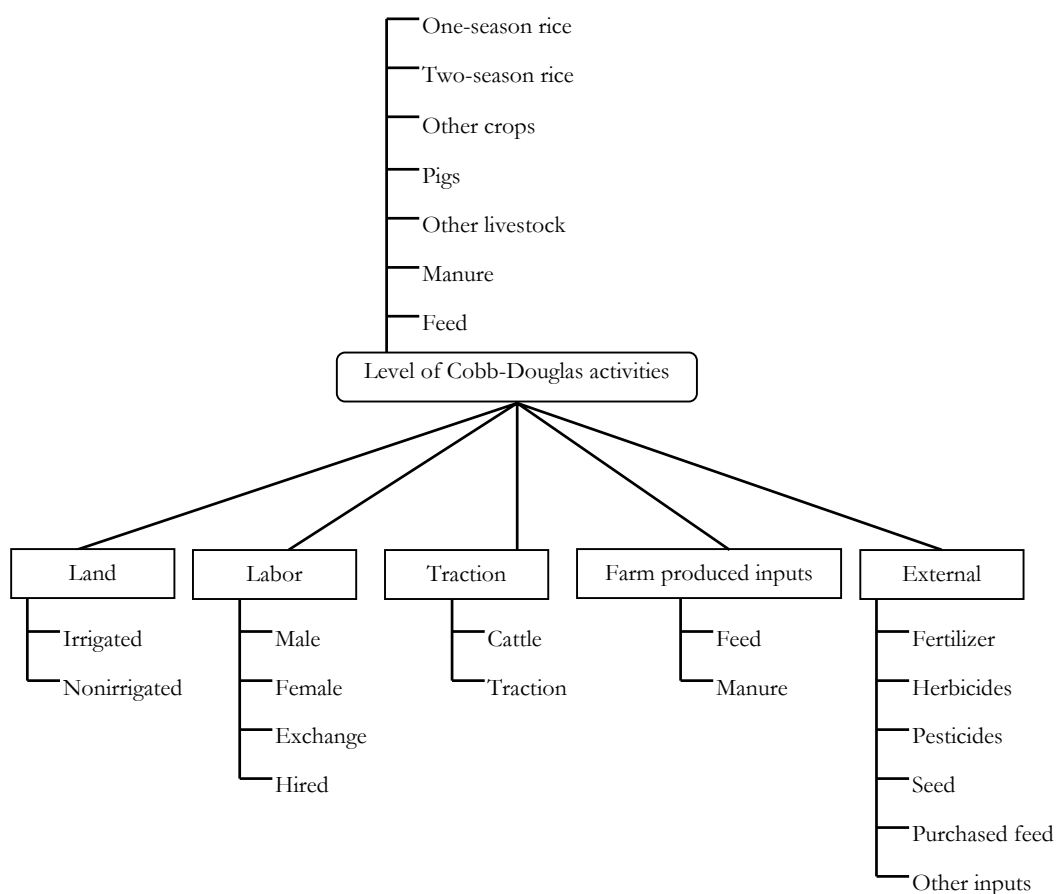 One-season rice
Two-season rice
Other crops
Pigs
Other livestock
Manure
Feed
Level of Cobb-Douglas activities
Land
Irrigated
Nonirrigated
Labor
Male
Female
Exchange
Hired
Traction
Cattle
Traction
Farm produced inputs
Feed
Manure
External
Fertilizer
Herbicides
Pesticides
Seed
Purchased feed
Other inputs